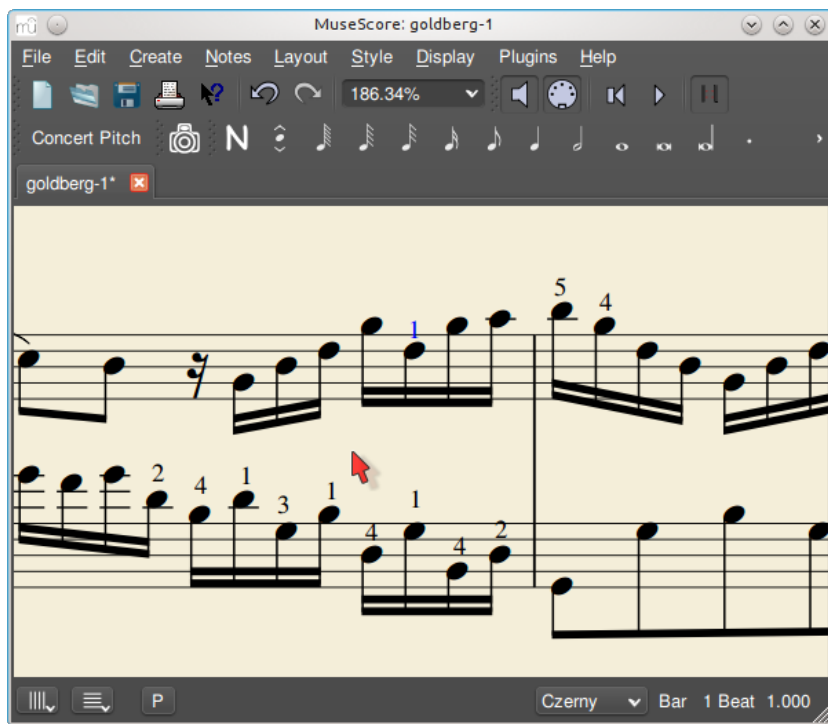 mû MuseScore: goldberg-1
File Edit Create Notes Layout Style Display Plugins Help
186.34%
Concert Pitch N
goldberg-1*
5
4
1
2
4
1
3
1
4
1
4
2
P Czerny Bar 1 Beat 1.000